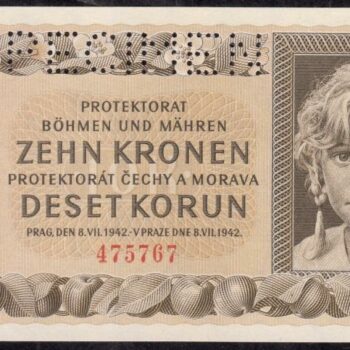 PECIMEN
PROTEKTORAT
BÖHMEN UND MÄHREN
ZEHN KRONEN
PROTEKTORÁT ČECHY A MORAVA
DESET KORUN
PRAG, DEN 8. VII. 1942.-V PRAZE DNE 8. VII. 1942.
475767